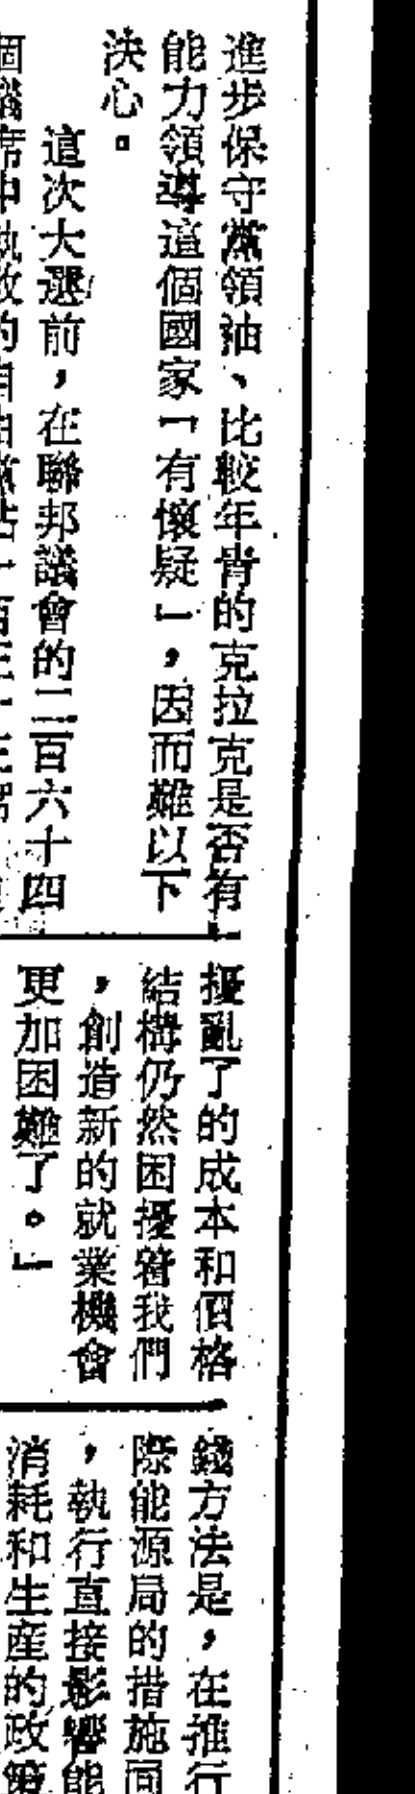 進步保守黨領袖、比較年青的克拉克是否有
能力領導這個國家「有懷疑」，因而難以下
決心。
這次大選前，在聯邦議會的二百六十四
擾亂了的成本和價格
結構仍然困擾着我們
，創造新的就業機會
更加困難了。」
錢方法是，在推行
際能源局的措施同
，執行直接影響能
消耗和生產的政策